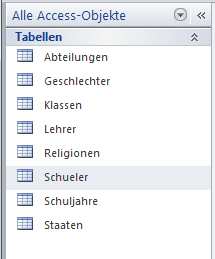 Alle Access-Objekte
Tabellen
Abteilungen
Geschlechter
Klassen
Lehrer
Religionen
Schueler
Schuljahre
Staaten